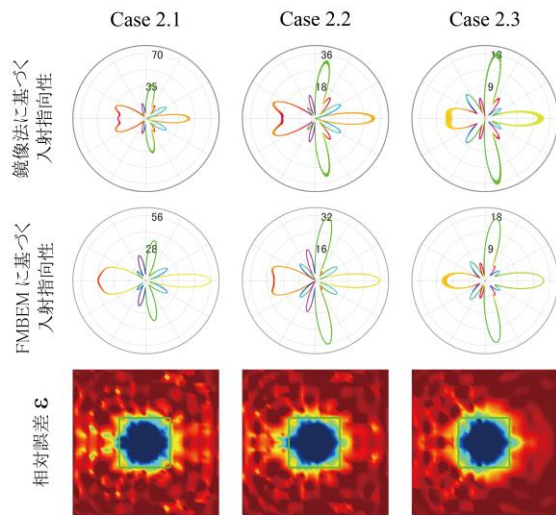 Case 2.1
Case 2.2
Case 2.3
鏡像法に基づく
入射指向性
70
35
36
18
18
9
FMBEM に基づく
入射指向性
56
28
32
16
18
9
相対誤差 ε